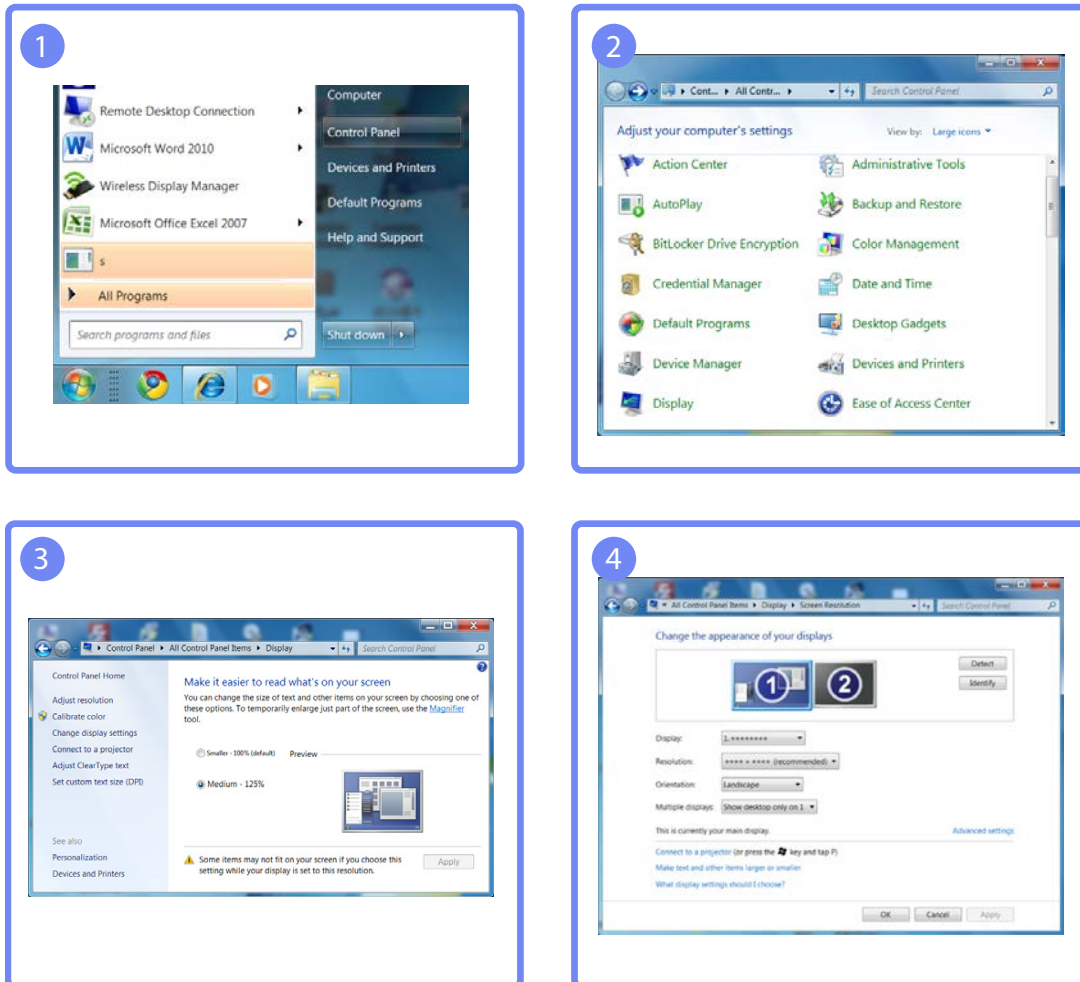 1
Remote Desktop Connection
Microsoft Word 2010
Wireless Display Manager
Microsoft Office Excel 2007
s
All Programs
Search programs and files
Computer
Control Panel
Devices and Printers
Default Programs
Help and Support
Shut down
2
Cont... All Contr...
Search Control Panel
Adjust your computer's settings
View by: Large icons
Action Center
Administrative Tools
AutoPlay
Backup and Restore
BitLocker Drive Encryption
Color Management
Credential Manager
Date and Time
Default Programs
Desktop Gadgets
Device Manager
Devices and Printers
Display
Ease of Access Center
3
Control Panel All Control Panel Items Display
Search Control Panel
Control Panel Home
Adjust resolution
Calibrate color
Change display settings
Connect to a projector
Adjust ClearType text
Set custom text size (DPI)
See also
Personalization
Devices and Printers
Make it easier to read what's on your screen
You can change the size of text and other items on your screen by choosing one of
these options. To temporarily enlarge just part of the screen, use the Magnifier
tool.
Smaller - 100% (default) Preview
Medium - 125%
Some items may not fit on your screen if you choose this
setting while your display is set to this resolution.
Apply
4
All Control Panel Items Display Screen Resolution
Search Control Panel
Change the appearance of your displays
1 2
Detect
Identify
Display: 1.********
Resolution: **** x **** (recommended)
Orientation: Landscape
Multiple displays: Show desktop only on 1
This is currently your main display.
Advanced settings
Connect to a projector (or press the key and tap P)
Make text and other items larger or smaller
What display settings should I choose?
OK Cancel Apply